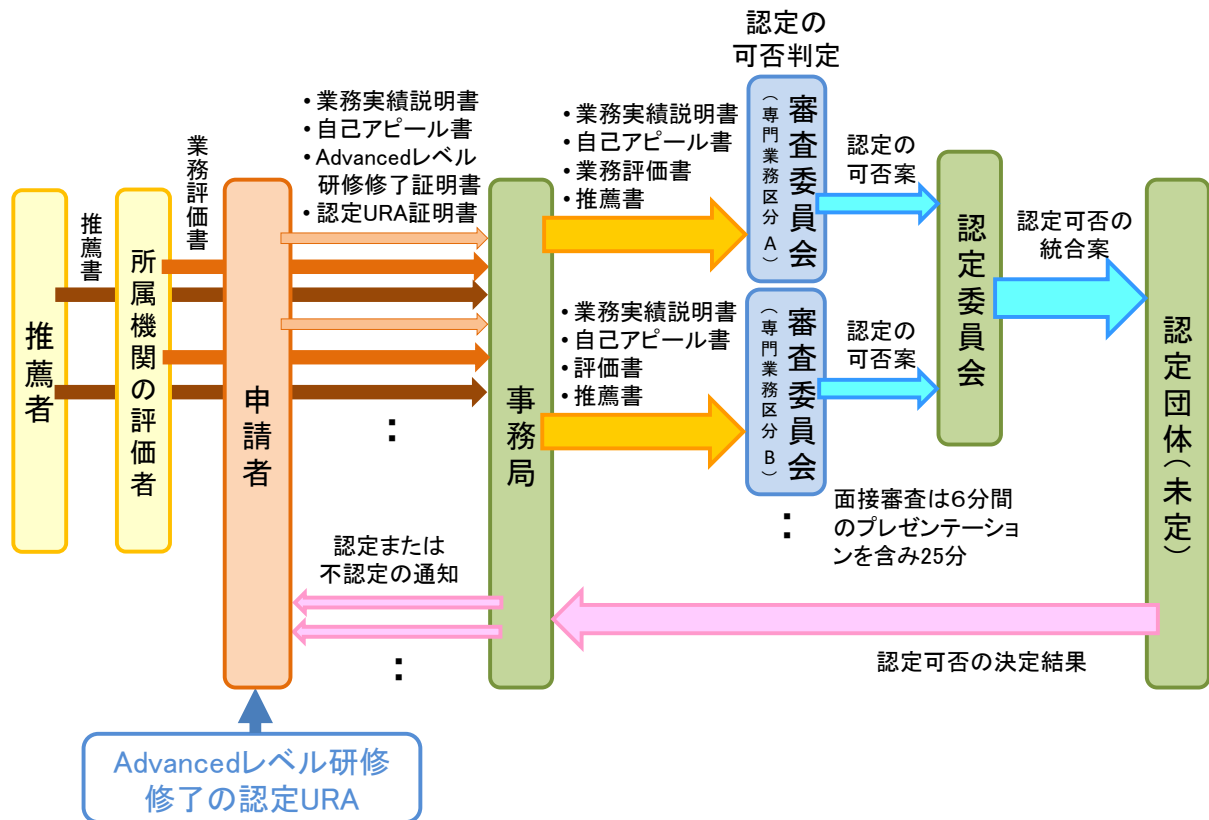 推薦者
推薦書
所属機関の評価者
業務評価書
申請者
・業務実績説明書
・自己アピール書
・Advancedレベル
研修修了証明書
・認定URA証明書
：
事務局
・業務実績説明書
・自己アピール書
・業務評価書
・推薦書
・業務実績説明書
・自己アピール書
・評価書
・推薦書
認定の
可否判定
審査委員会
（専門業務区分A）
審査委員会
（専門業務区分B）
：
面接審査は6分間
のプレゼンテーショ
ンを含み25分
認定の
可否案
認定の
可否案
認定委員会
認定可否の
統合案
認定団体（未定）
認定可否の決定結果
認定または
不認定の通知
：
Advancedレベル研修
修了の認定URA